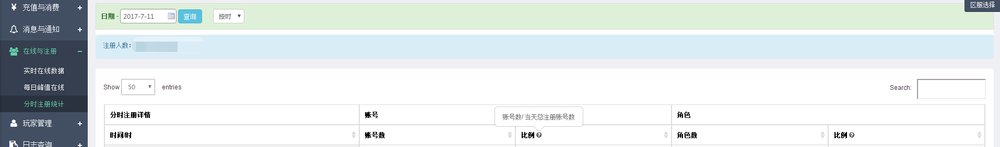 充值与消费
消息与通知
在线与注册
实时在线数据
每日峰值在线
分时注册统计
玩家管理
日志查询
区服选择
日期 - 2017-7-11 查询 按时
注册人数:
Show 50 entries
Search:
分时注册详情 账号 角色
账号数/当天总注册账号数
时间/时 账号数 比例 角色数 比例